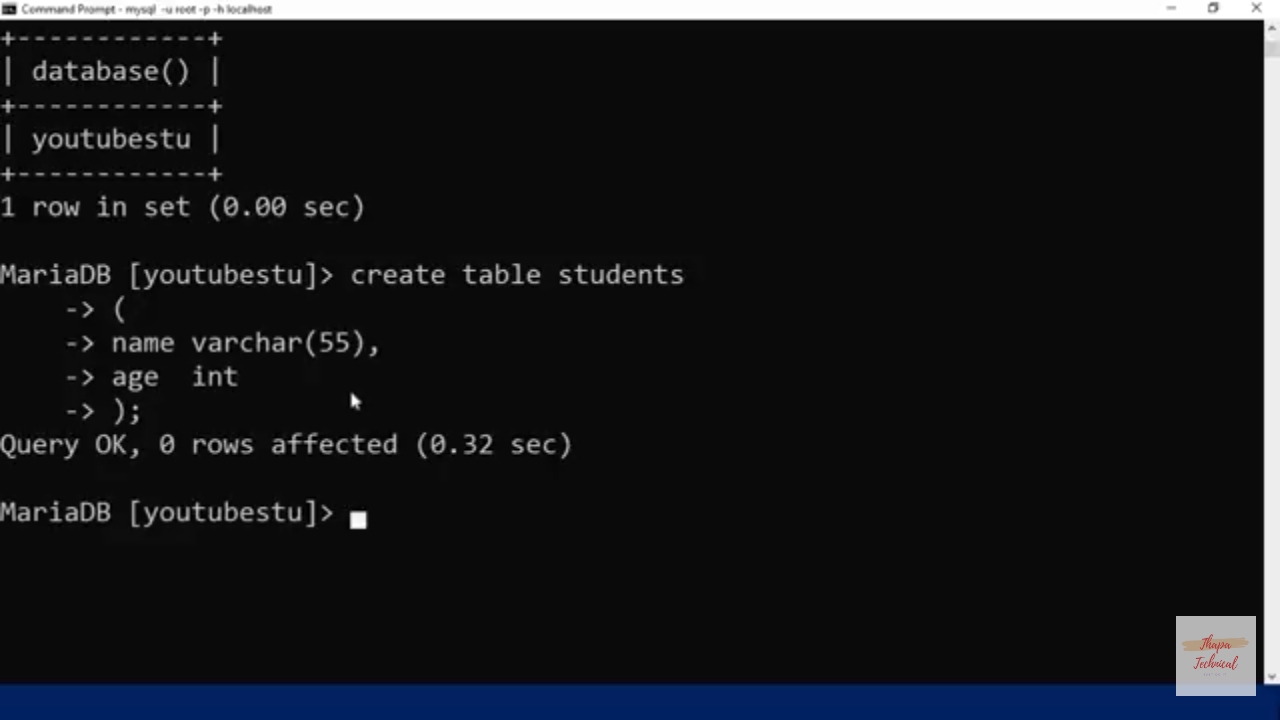 Command Prompt - mysql -u root -p -h localhost
+------------+
| database() |
+------------+
| youtubestu |
+------------+
1 row in set (0.00 sec)
MariaDB [youtubestu]> create table students
-> (
-> name varchar(55),
-> age  int
-> );
Query OK, 0 rows affected (0.32 sec)
MariaDB [youtubestu]>
Thapa
Technical